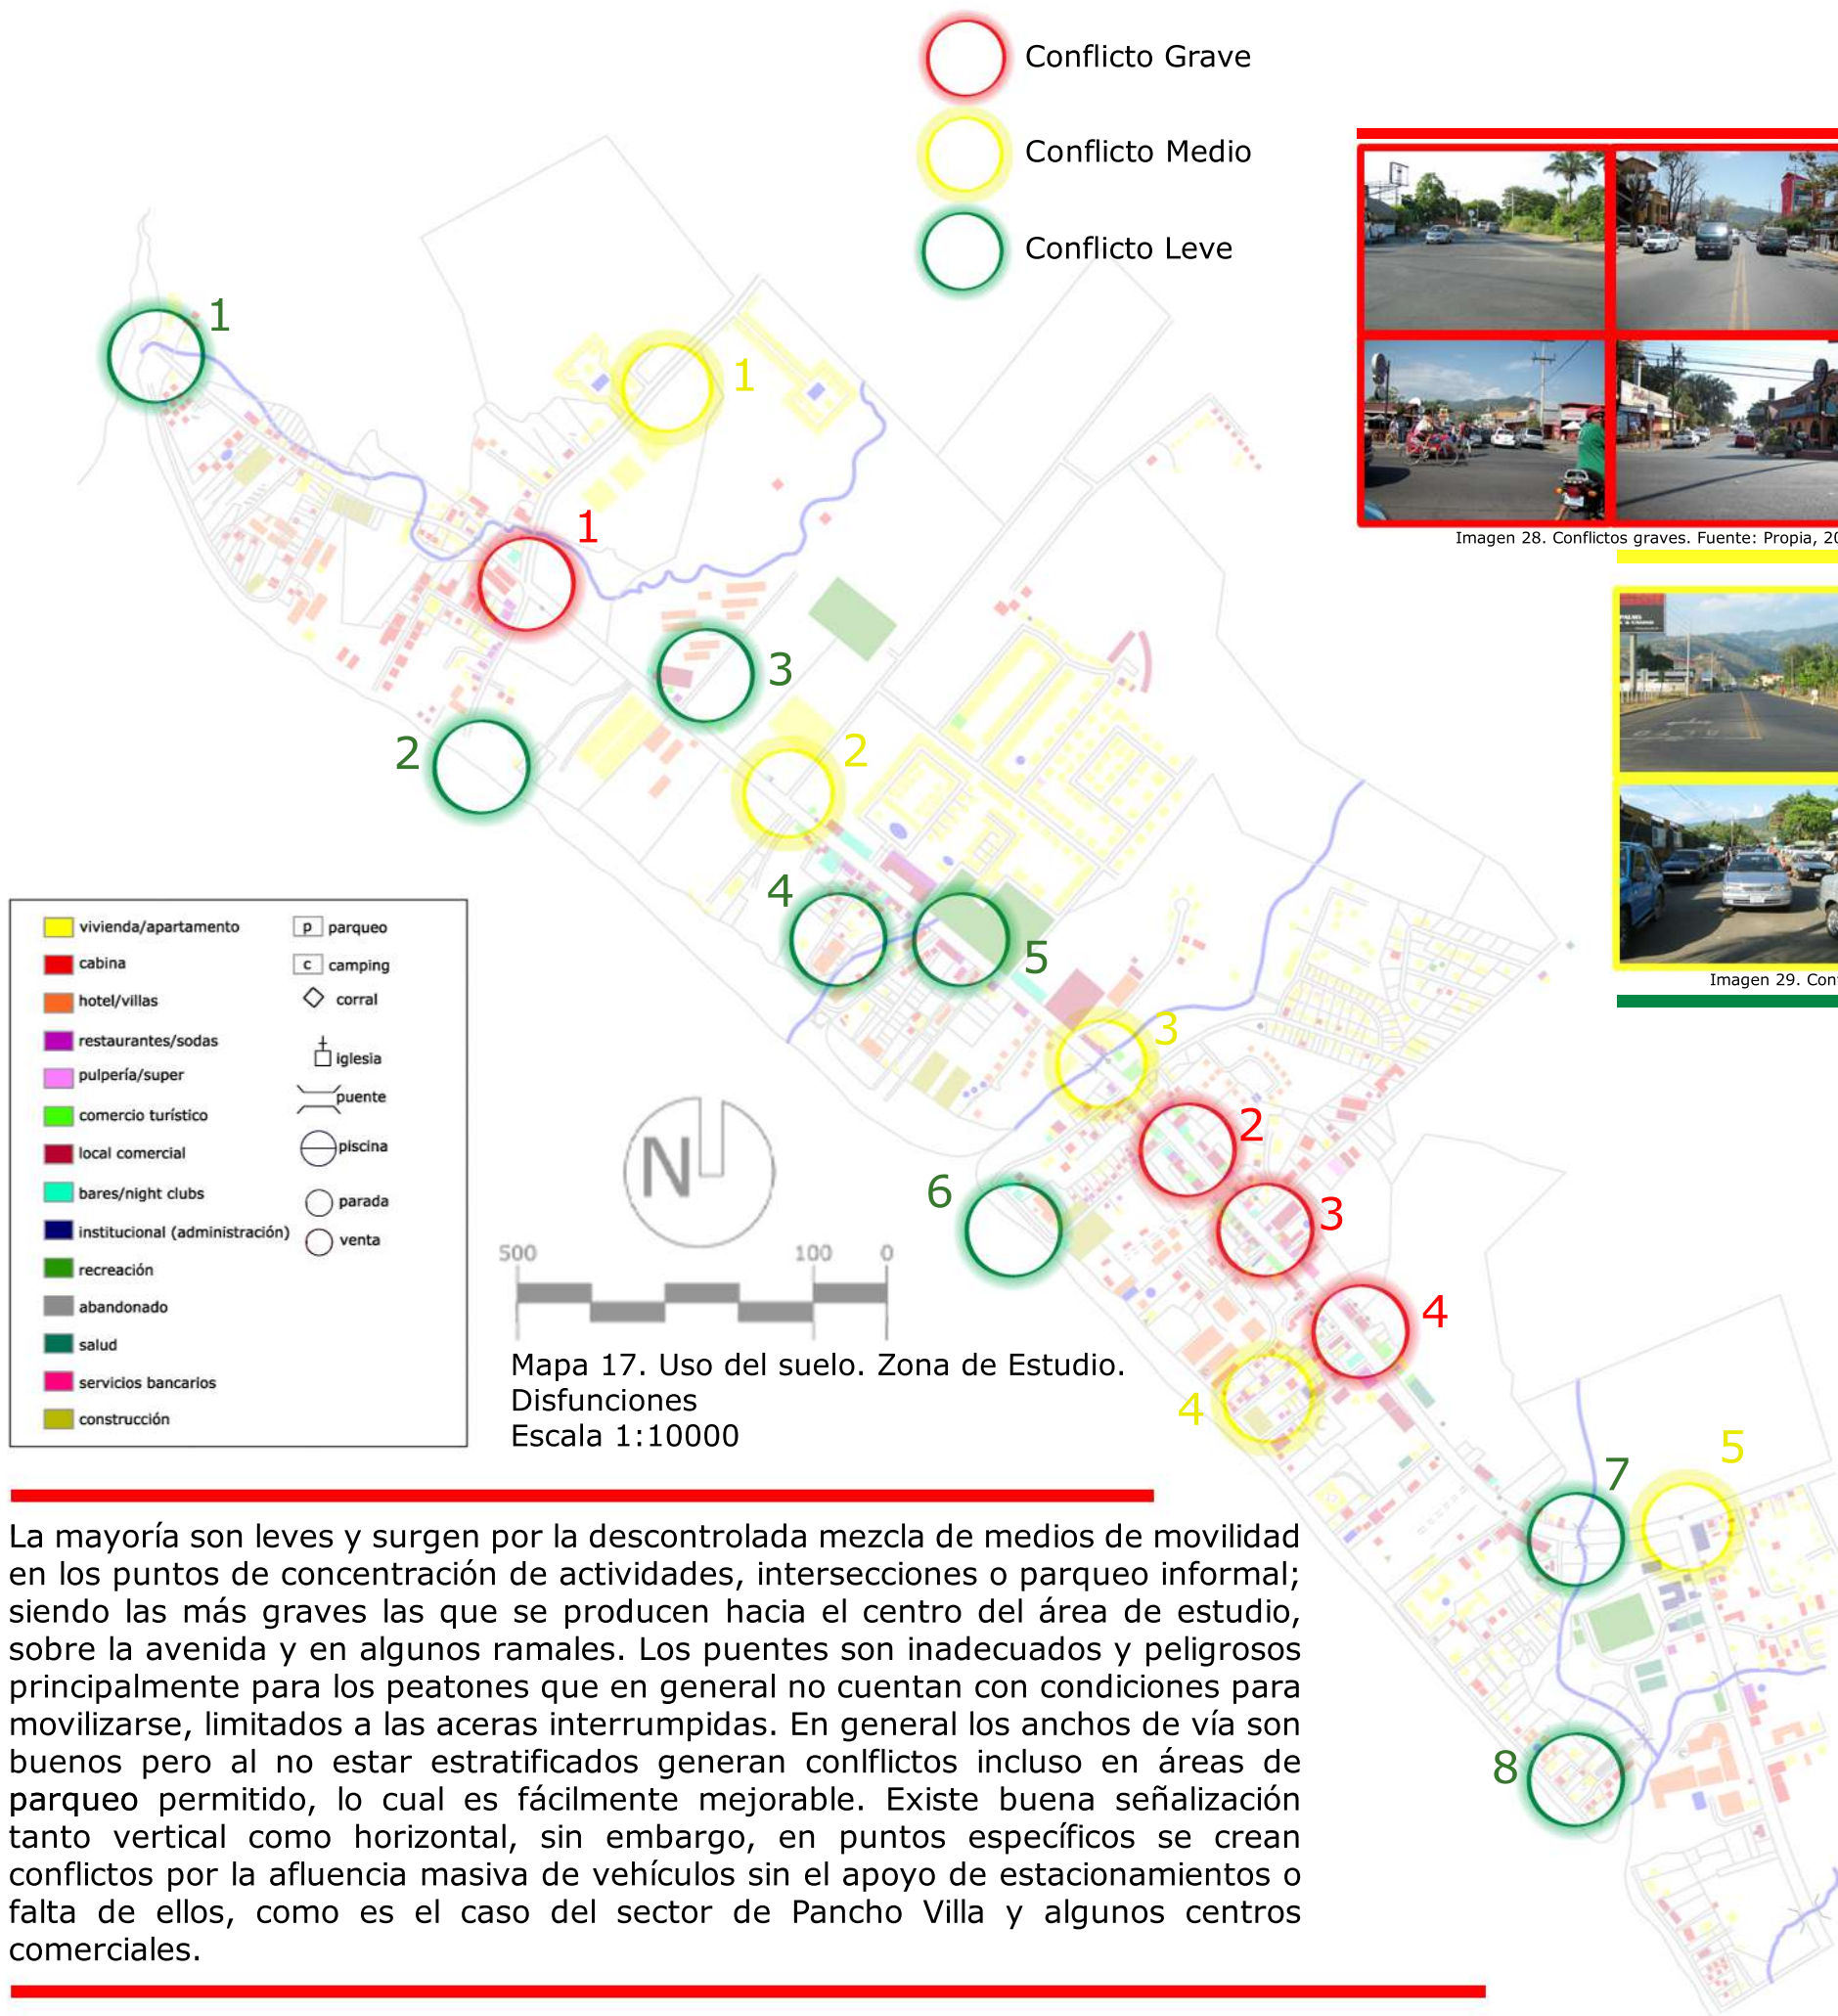 Conflicto Grave
Conflicto Medio
Conflicto Leve
Imagen 28. Conflictos graves. Fuente: Propia, 20
1
1
1
3
2
2
4
5
Imagen 29. Con
3
2
6
3
4
4
5
7
8
vivienda/apartamento
cabina
hotel/villas
restaurantes/sodas
pulpería/super
comercio turístico
local comercial
bares/night clubs
institucional (administración)
recreación
abandonado
salud
servicios bancarios
construcción
p parqueo
c camping
corral
iglesia
puente
piscina
parada
venta
N
500 100 0
Mapa 17. Uso del suelo. Zona de Estudio.
Disfunciones
Escala 1:10000
La mayoría son leves y surgen por la descontrolada mezcla de medios de movilidad
en los puntos de concentración de actividades, intersecciones o parqueo informal;
siendo las más graves las que se producen hacia el centro del área de estudio,
sobre la avenida y en algunos ramales. Los puentes son inadecuados y peligrosos
principalmente para los peatones que en general no cuentan con condiciones para
movilizarse, limitados a las aceras interrumpidas. En general los anchos de vía son
buenos pero al no estar estratificados generan conlflictos incluso en áreas de
parqueo permitido, lo cual es fácilmente mejorable. Existe buena señalización
tanto vertical como horizontal, sin embargo, en puntos específicos se crean
conflictos por la afluencia masiva de vehículos sin el apoyo de estacionamientos o
falta de ellos, como es el caso del sector de Pancho Villa y algunos centros
comerciales.